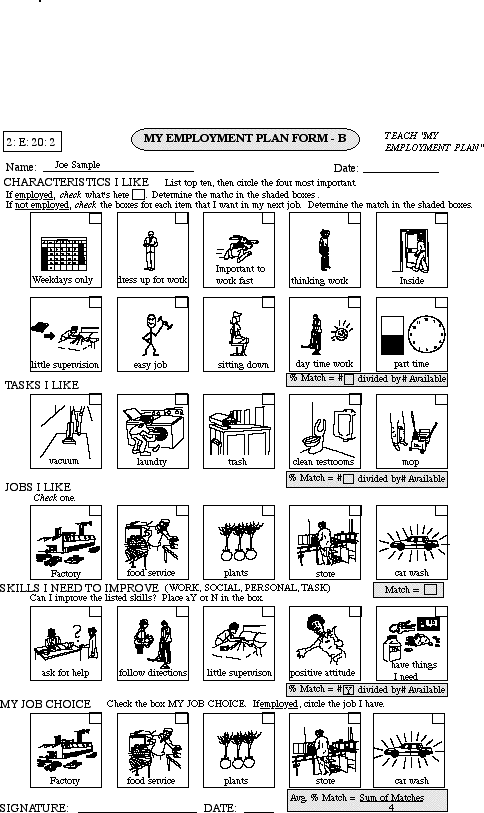 2: E: 20: 2
MY EMPLOYMENT PLAN FORM - B
TEACH "MY
EMPLOYMENT PLAN"
Name: Joe Sample
Date:
CHARACTERISTICS I LIKE List top ten, then circle the four most important
If employed, check what's here . Determine the mathc in the shaded boxes .
If not employed, check the boxes for each item that I want in my next job. Determine the match in the shaded boxes.
Weekdays only
dress up for work
Important to
work fast
thinking work
Inside
little supervision
easy job
sitting down
day time work
part time
% Match = # divided by# Available
TASKS I LIKE
vacuum
laundry
trash
clean restrooms
mop
% Match = # divided by# Available
JOBS I LIKE
Check one.
Factory
food service
plants
store
car wash
SKILLS I NEED TO IMPROVE (WORK, SOCIAL, PERSONAL, TASK)
Match =
Can I improve the listed skills? Place aY or N in the box.
ask for help
follow directions
little supervison
positive attitude
have things
I need
% Match = # Y divided by# Available
MY JOB CHOICE Check the box MY JOB CHOICE. If employed, circle the job I have.
Factory
food service
plants
store
car wash
Avg. % Match = Sum of Matches
4
SIGNATURE: DATE: